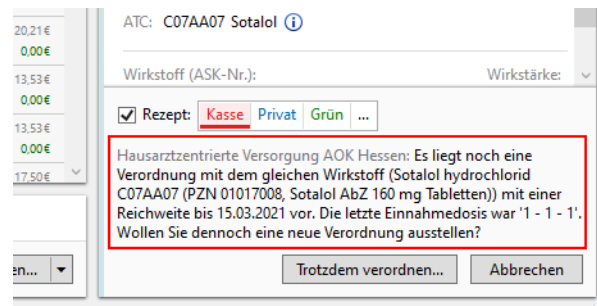 20,21€
0,00€
13,53€
0,00€
13,53€
0,00€
17,50€
en...
ATC: C07AA07 Sotalol
Wirkstoff (ASK-Nr.): Wirkstärke:
Rezept: Kasse Privat Grün ...
Hausarztzentrierte Versorgung AOK Hessen: Es liegt noch eine
Verordnung mit dem gleichen Wirkstoff (Sotalol hydrochlorid
C07AA07 (PZN 01017008, Sotalol AbZ 160 mg Tabletten)) mit einer
Reichweite bis 15.03.2021 vor. Die letzte Einnahmedosis war '1 - 1 - 1'.
Wollen Sie dennoch eine neue Verordnung ausstellen?
Trotzdem verordnen... Abbrechen